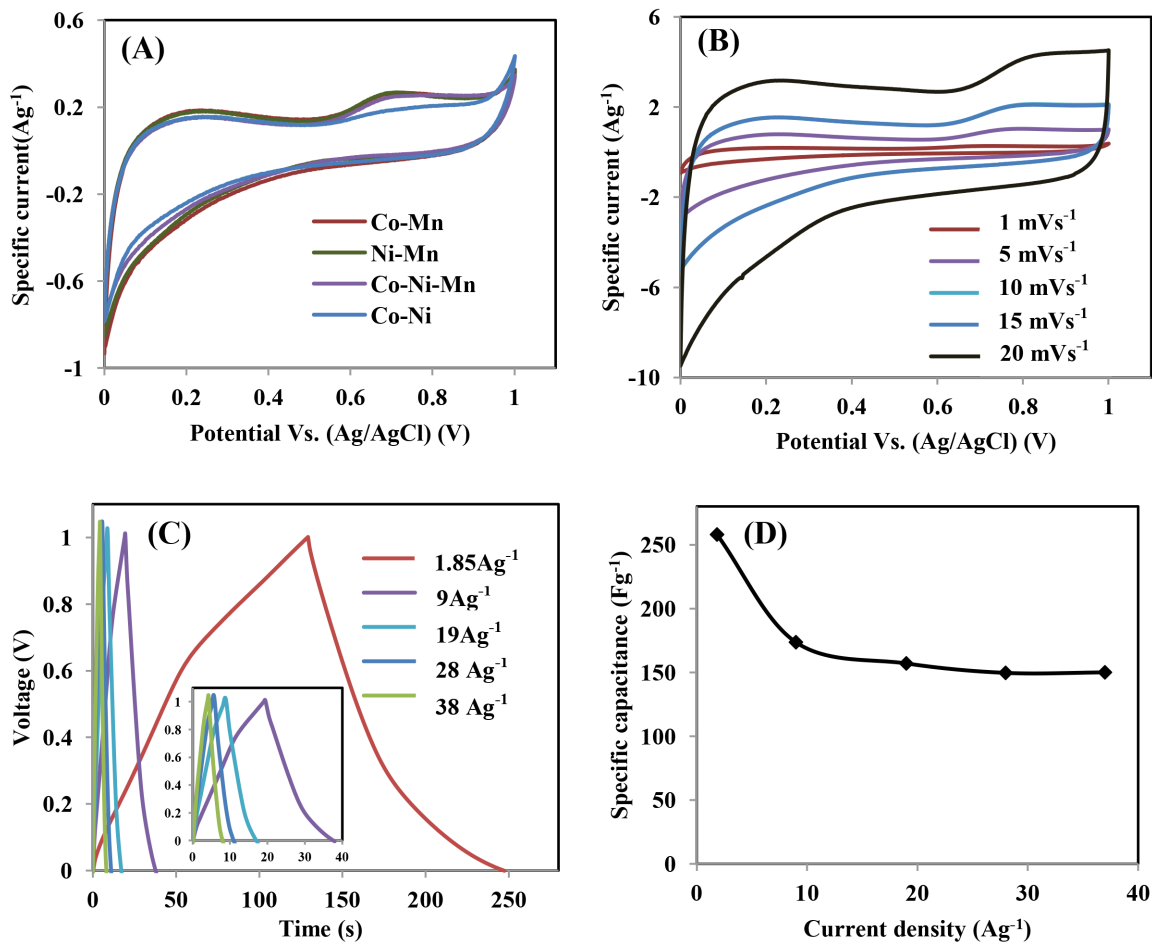 (A)
0.6
0.2
-0.2
-0.6
-1
Specific current(Ag⁻¹)
Co-Mn
Ni-Mn
Co-Ni-Mn
Co-Ni
0 0.2 0.4 0.6 0.8 1
Potential Vs. (Ag/AgCl) (V)
(B)
6
2
-2
-6
-10
Specific current (Ag⁻¹)
1 mVs⁻¹
5 mVs⁻¹
10 mVs⁻¹
15 mVs⁻¹
20 mVs⁻¹
0 0.2 0.4 0.6 0.8 1
Potential Vs. (Ag/AgCl) (V)
(C)
1
0.8
0.6
0.4
0.2
0
Voltage (V)
1.85Ag⁻¹
9Ag⁻¹
19Ag⁻¹
28 Ag⁻¹
38 Ag⁻¹
1
0.8
0.6
0.4
0.2
0
0 10 20 30 40
0 50 100 150 200 250
Time (s)
(D)
250
200
150
100
50
0
Specific capacitance (Fg⁻¹)
0 10 20 30 40
Current density (Ag⁻¹)